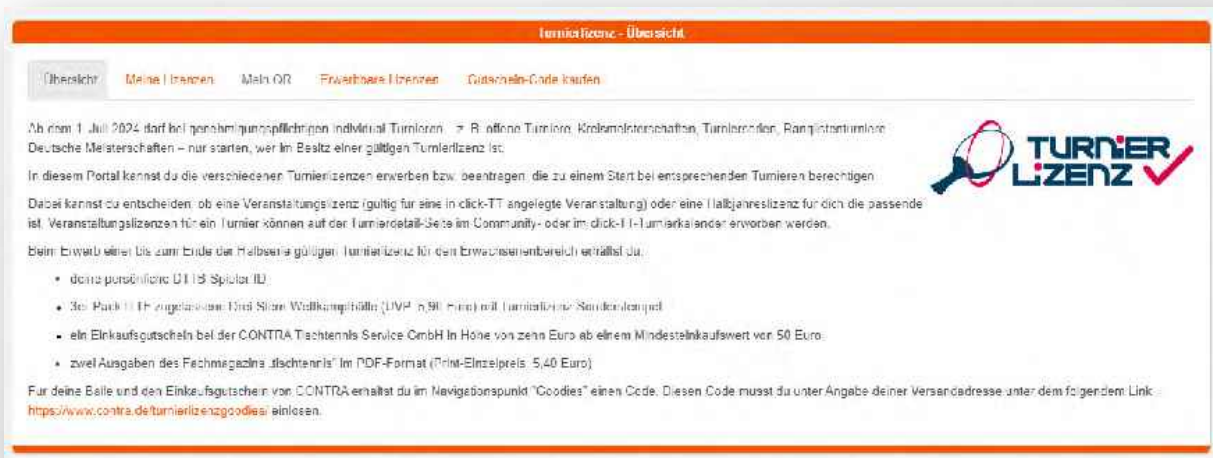 Turnierlizenz - Übersicht
Übersicht Meine Lizenzen Mein QR Erwerbbare Lizenzen Gutschein-Code kaufen
Ab dem 1. Juli 2024 darf bei genehmigungspflichtigen Individual-Turnieren – z. B. offene Turniere, Kreismeisterschaften, Turnierserien, Ranglistenturniere
Deutsche Meisterschaften – nur starten, wer im Besitz einer gültigen Turnierlizenz ist.
TURNIER
LIZENZ
In diesem Portal kannst du die verschiedenen Turnierlizenzen erwerben bzw. beantragen, die zu einem Start bei entsprechenden Turnieren berechtigen
Dabei kannst du entscheiden, ob eine Veranstaltungslizenz (gültig für eine in click-TT angelegte Veranstaltung) oder eine Halbjahreslizenz für dich die passende
ist. Veranstaltungslizenzen für ein Turnier können auf der Turnierdetail-Seite im Community- oder im click-TT-Turnierkalender erworben werden.
Beim Erwerb einer bis zum Ende der Halbserie gültigen Turnierlizenz für den Erwachsenenbereich erhältst du:
• deine persönliche DTTB-Spieler-ID
• 3er-Pack ITTF zugelassene Drei-Stern-Wettkampfbälle (UVP: 5,90 Euro) mit Turnierlizenz-Sonderstempel
• ein Einkaufsgutschein bei der CONTRA Tischtennis Service GmbH in Höhe von zehn Euro ab einem Mindesteinkaufswert von 50 Euro
• zwei Ausgaben des Fachmagazins „tischtennis“ im PDF-Format (Print-Einzelpreis: 5,40 Euro)
Für deine Bälle und den Einkaufsgutschein von CONTRA erhältst du im Navigationspunkt "Goodies" einen Code. Diesen Code musst du unter Angabe deiner Versandadresse unter dem folgendem Link
https://www.contra.de/turnierlizenzgoodies/ einlösen.